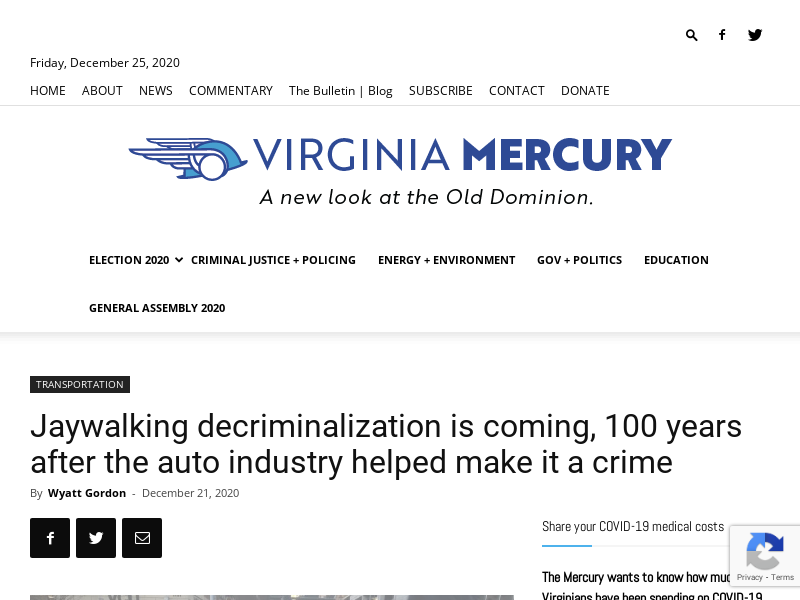 Friday, December 25, 2020
HOME ABOUT NEWS COMMENTARY The Bulletin | Blog SUBSCRIBE CONTACT DONATE
VIRGINIA MERCURY
A new look at the Old Dominion.
ELECTION 2020 CRIMINAL JUSTICE + POLICING ENERGY + ENVIRONMENT GOV + POLITICS EDUCATION
GENERAL ASSEMBLY 2020
TRANSPORTATION
Jaywalking decriminalization is coming, 100 years
after the auto industry helped make it a crime
By Wyatt Gordon - December 21, 2020
Share your COVID-19 medical costs
The Mercury wants to know how
Virginians have been spending on COVID-19
Privacy - Terms